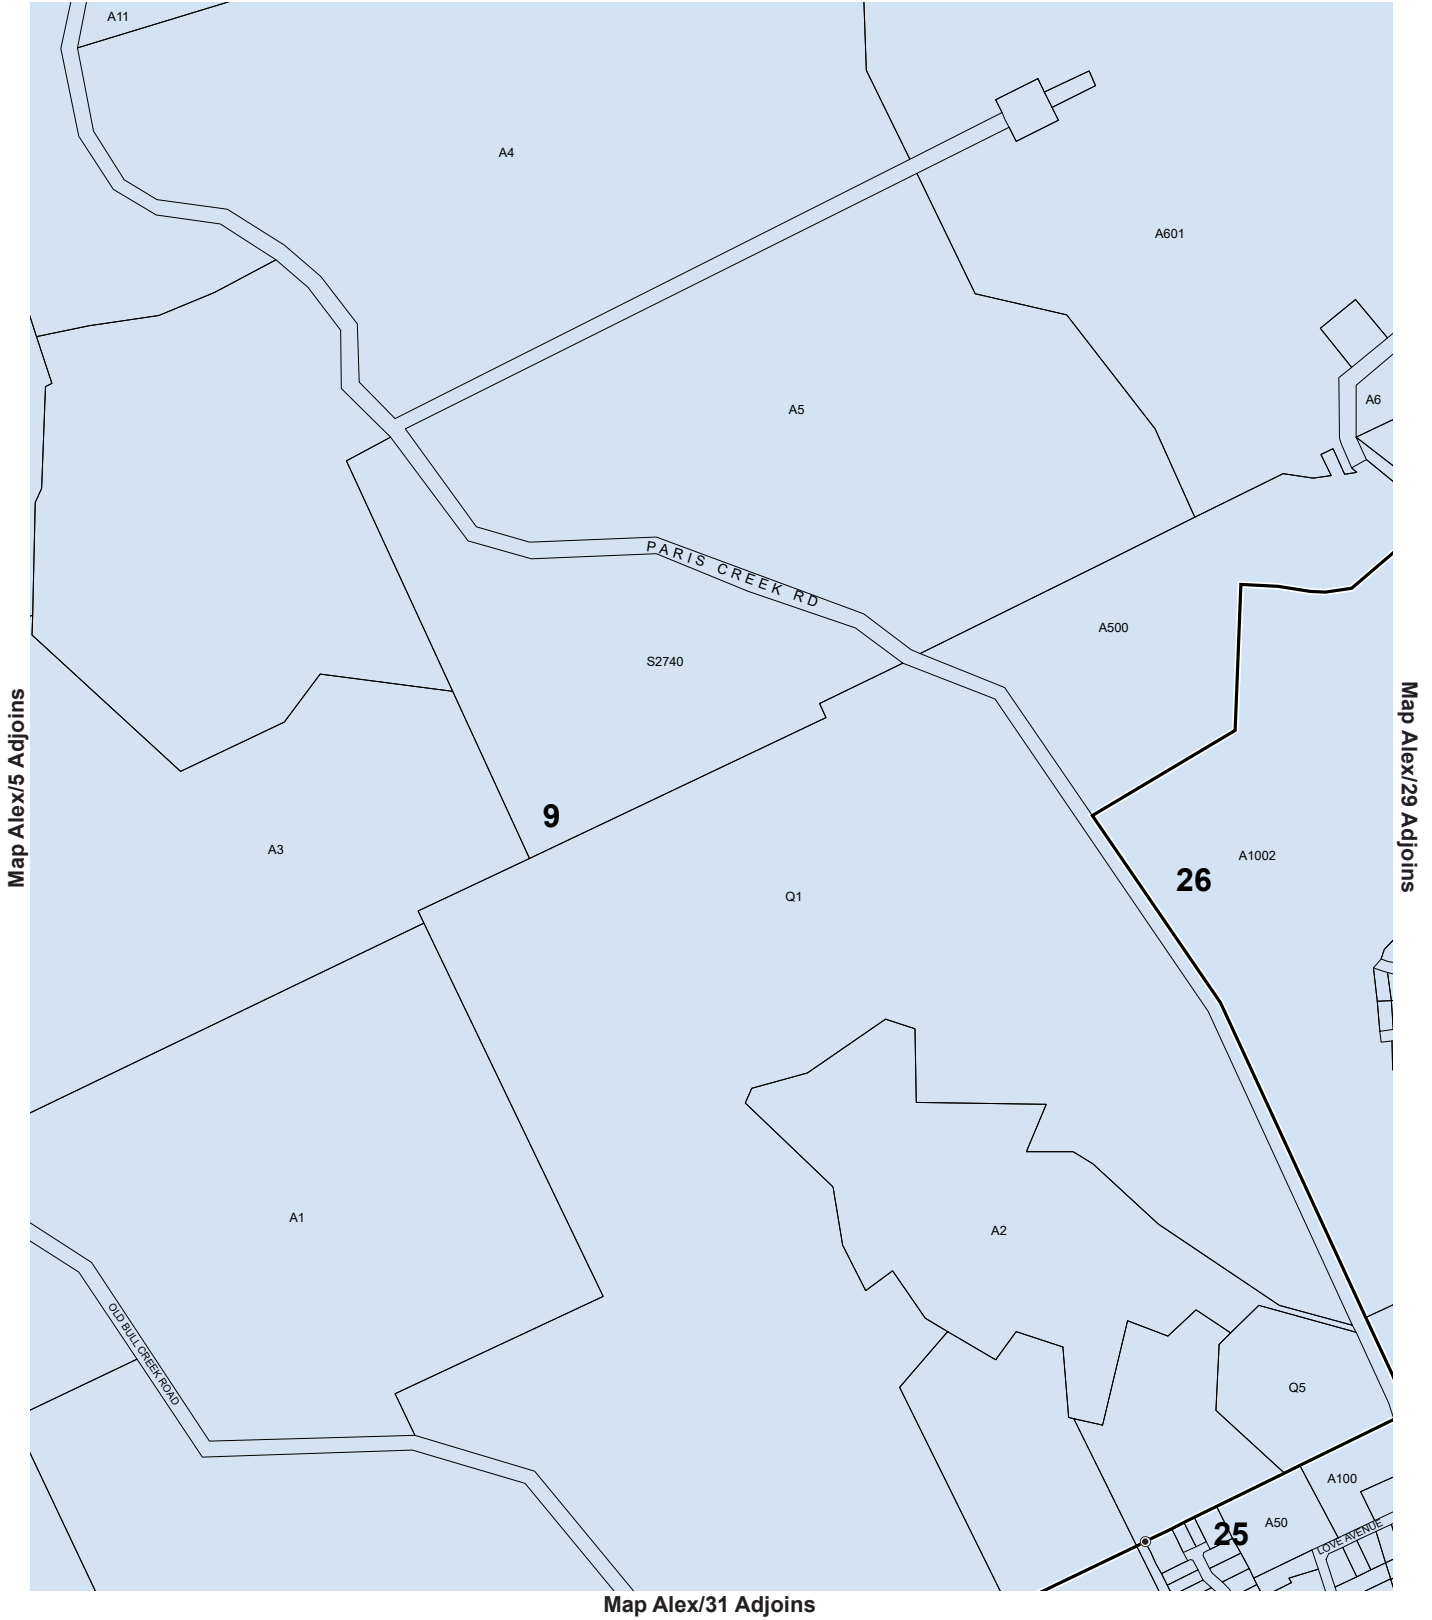 A11
A4
A601
A5
A6
PARIS CREEK RD
A500
S2740
Map Alex/5 Adjoins
Map Alex/29 Adjoins
9
A3
26
A1002
Q1
A1
A2
OLD BULL CREEK ROAD
Q5
A100
A50
25
LOVE AVENUE
Map Alex/31 Adjoins